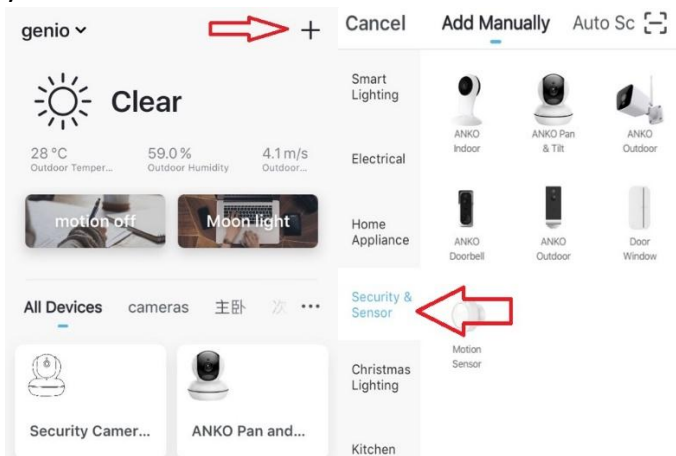 genio
Clear
28 °C
59.0 %
4.1 m/s
Outdoor Temper...
Outdoor Humidity
Outdoor...
motion off
Moon light
All Devices
cameras
主卧
次
...
Security Camer...
ANKO Pan and...
Cancel
Add Manually
Auto Sc
Smart
Lighting
Electrical
Home
Appliance
Security &
Sensor
Christmas
Lighting
Kitchen
ANKO
Indoor
ANKO Pan
& Tilt
ANKO
Outdoor
ANKO
Doorbell
ANKO
Outdoor
Door
Window
Motion
Sensor